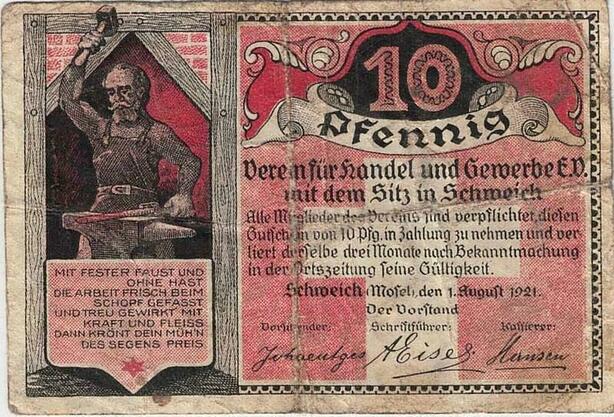 10
Pfennig
Verein für Handel und Gewerbe E.V.
mit dem Sitz in Schweich
Alle Mitglieder des Vereins sind verpflichtet, diesen
Gutschein von 10 Pfg. in Zahlung zu nehmen und ver-
liert derselbe drei Monate nach Bekanntmachung
in der Ortszeitung seine Gültigkeit.
Schweich (Mosel), den 1. August 1921.
Der Vorstand
Vorsitzender: Schriftführer: Kassierer:
Johaentges A Eises Hansen
MIT FESTER FAUST UND
OHNE HAST
DIE ARBEIT FRISCH BEIM
SCHOPF GEFASST
UND TREU GEWIRKT MIT
KRAFT UND FLEISS
DANN KRÖNT DEIN MÜH'N
DES SEGENS PREIS